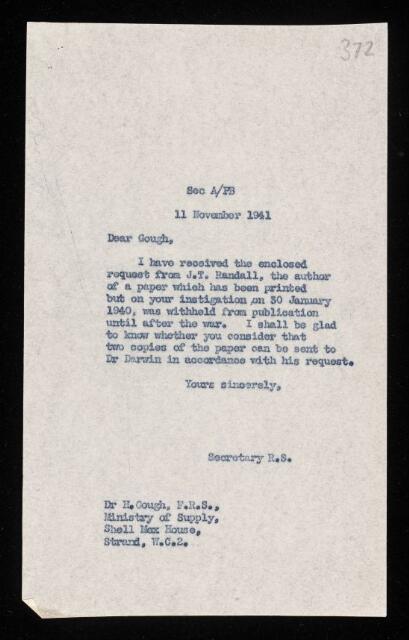 372
Sec A/PB
11 November 1941
Dear Gough,
I have received the enclosed
request from J.T. Randall, the author
of a paper which has been printed
but on your instigation on 30 January
1940, was withheld from publication
until after the war. I shall be glad
to know whether you consider that
two copies of the paper can be sent to
Dr Darwin in accordance with his request.
Yours sincerely,
Secretary R.S.
Dr H.Gough, F.R.S.,
Ministry of Supply,
Shell Mex House,
Strand, W.C.2.